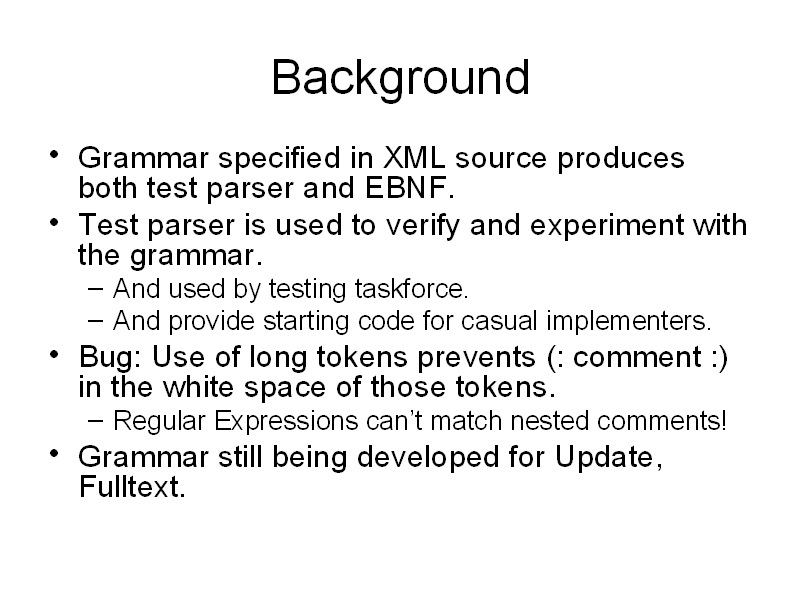 Background
• Grammar specified in XML source produces
both test parser and EBNF.
• Test parser is used to verify and experiment with
the grammar.
– And used by testing taskforce.
– And provide starting code for casual implementers.
• Bug: Use of long tokens prevents (: comment :)
in the white space of those tokens.
– Regular Expressions can’t match nested comments!
• Grammar still being developed for Update,
Fulltext.